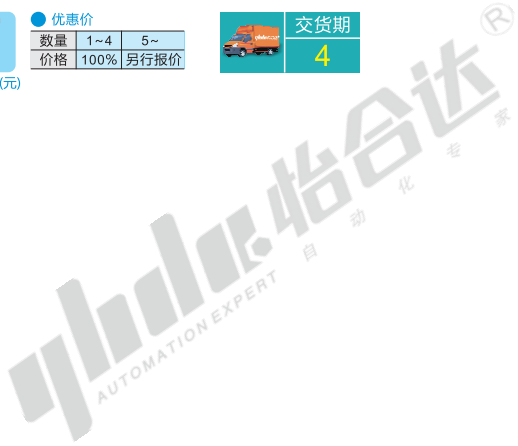 优惠价
数量 1~4 5~
价格 100% 另行报价
(元)
交货期
4
怡合达®
自动化专家
AUTOMATION EXPERT